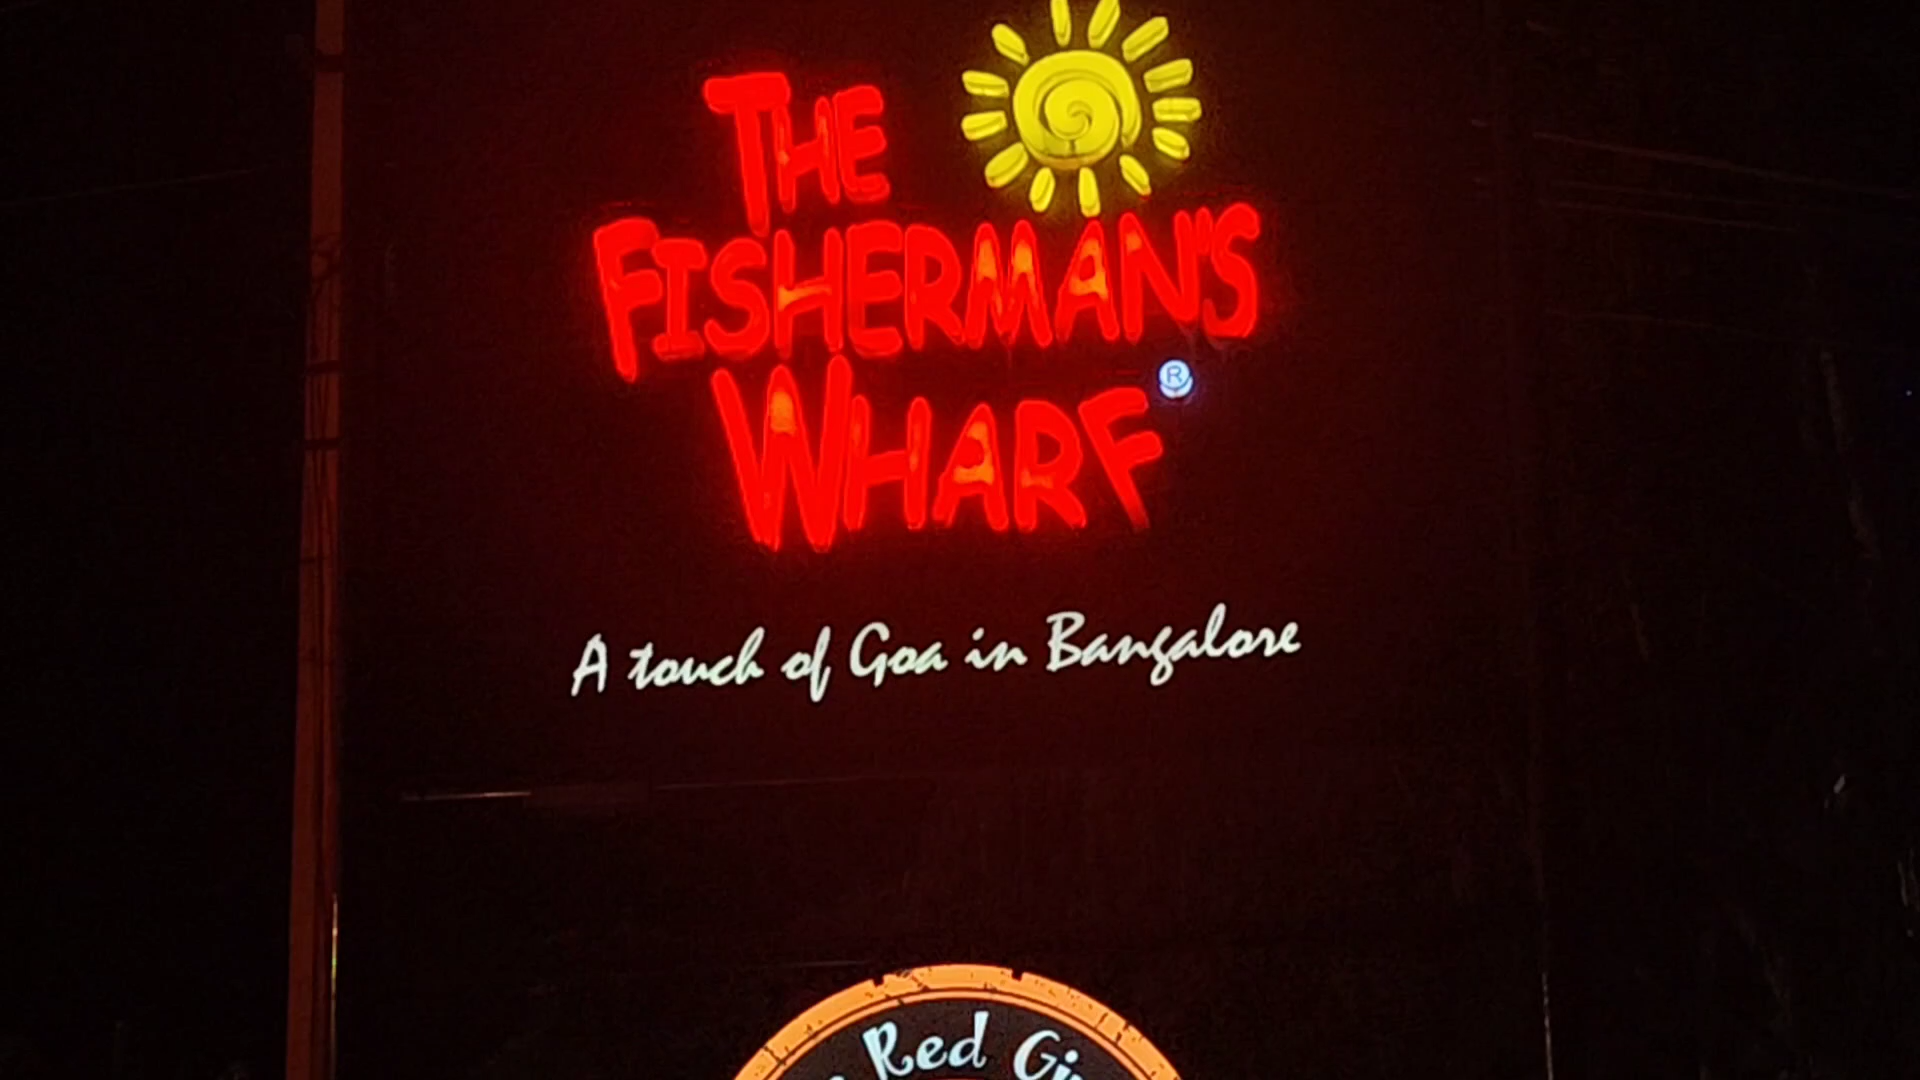 THE
FISHERMAN'S
WHARF
®
A touch of Goa in Bangalore
Red